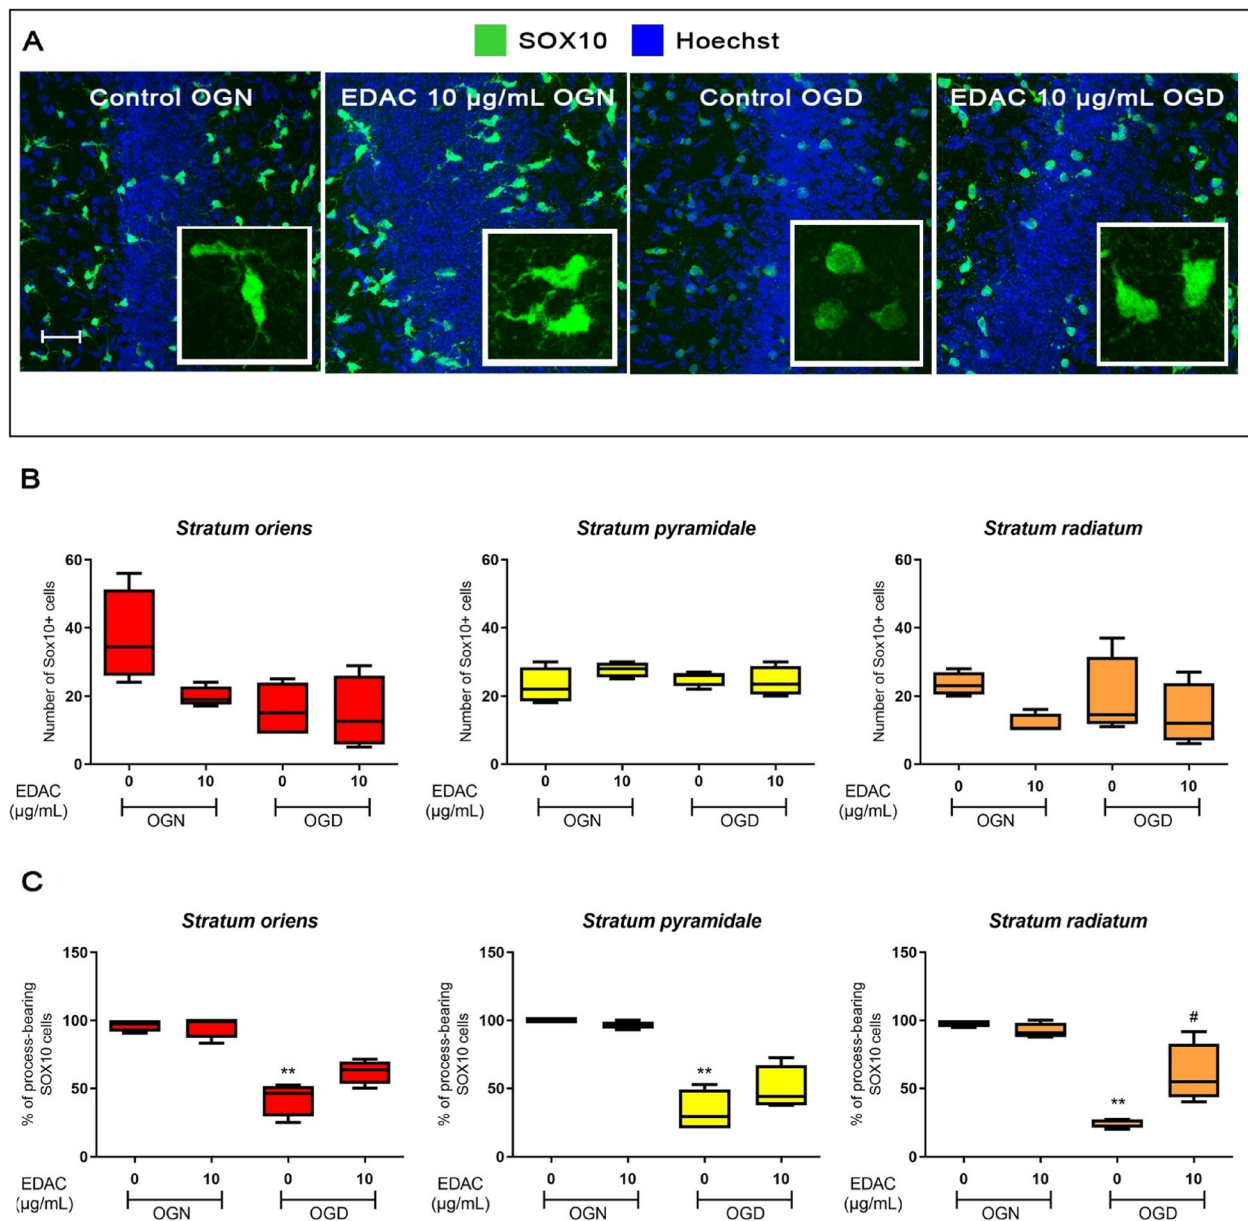 A
SOX10 Hoechst
Control OGN EDAC 10 µg/mL OGN Control OGD EDAC 10 µg/mL OGD
B
Stratum oriens Stratum pyramidale Stratum radiatum
Number of Sox10+ cells
60
40
20
0
Number of Sox10+ cells
60
40
20
0
Number of Sox10+ cells
60
40
20
0
EDAC (µg/mL)
0 10 0 10
OGN OGD
EDAC (µg/mL)
0 10 0 10
OGN OGD
EDAC (µg/mL)
0 10 0 10
OGN OGD
C
Stratum oriens Stratum pyramidale Stratum radiatum
% of process-bearing
SOX10 cells
150
100
50
0
**
% of process-bearing
SOX10 cells
150
100
50
0
**
% of process-bearing
SOX10 cells
150
100
50
0
**
#
EDAC (µg/mL)
0 10 0 10
OGN OGD
EDAC (µg/mL)
0 10 0 10
OGN OGD
EDAC (µg/mL)
0 10 0 10
OGN OGD